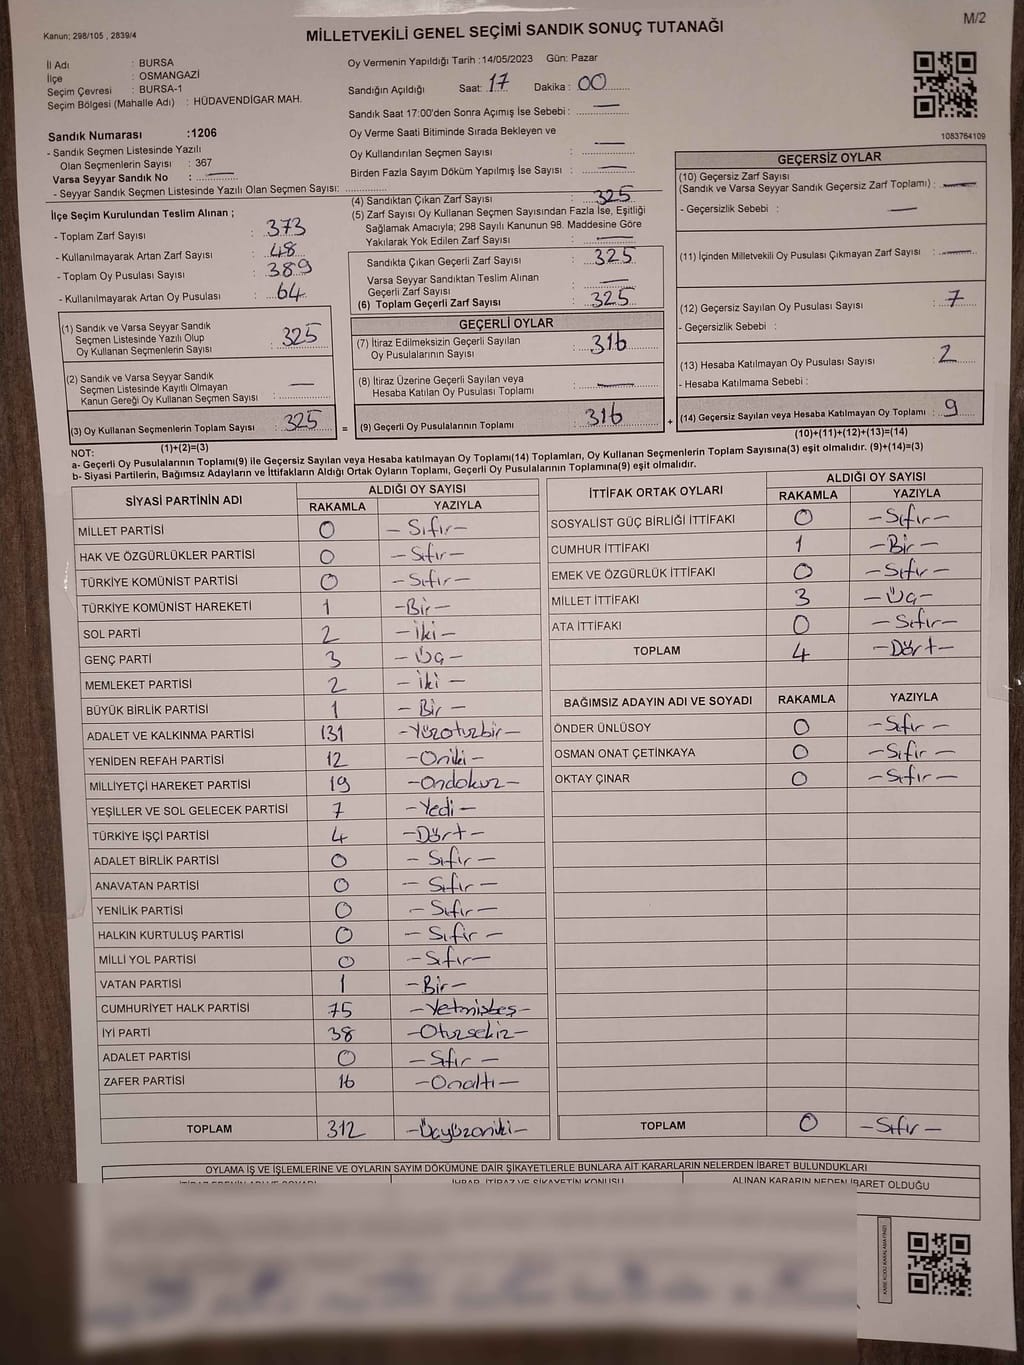 M/2
Kanun; 298/105 , 2839/4
MİLLETVEKİLİ GENEL SEÇİMİ SANDIK SONUÇ TUTANAĞI
İl Adı : BURSA
İlçe : OSMANGAZİ
Seçim Çevresi : BURSA-1
Seçim Bölgesi (Mahalle Adı) : HÜDAVENDİGAR MAH.
Sandık Numarası :1206
- Sandık Seçmen Listesinde Yazılı
Olan Seçmenlerin Sayısı : 367
Varsa Seyyar Sandık No : —
- Seyyar Sandık Seçmen Listesinde Yazılı Olan Seçmen Sayısı:
Oy Vermenin Yapıldığı Tarih :14/05/2023 Gün: Pazar
Sandığın Açıldığı Saat: 17 Dakika : 00
Sandık Saat 17:00'den Sonra Açımış İse Sebebi : —
Oy Verme Saati Bitiminde Sırada Bekleyen ve
Oy Kullandırılan Seçmen Sayısı : —
Birden Fazla Sayım Döküm Yapılmış İse Sayısı : —
1083764109
İlçe Seçim Kurulundan Teslim Alınan ;
- Toplam Zarf Sayısı : 373
- Kullanılmayarak Artan Zarf Sayısı : 48
- Toplam Oy Pusulası Sayısı : 389
- Kullanılmayarak Artan Oy Pusulası : 64
(4) Sandıktan Çıkan Zarf Sayısı : 325
(5) Zarf Sayısı Oy Kullanan Seçmen Sayısından Fazla İse, Eşitliği
Sağlamak Amacıyla; 298 Sayılı Kanunun 98. Maddesine Göre
Yakılarak Yok Edilen Zarf Sayısı : —
Sandıkta Çıkan Geçerli Zarf Sayısı : 325
Varsa Seyyar Sandıktan Teslim Alınan
Geçerli Zarf Sayısı : —
(6) Toplam Geçerli Zarf Sayısı : 325
GEÇERSİZ OYLAR
(10) Geçersiz Zarf Sayısı
(Sandık ve Varsa Seyyar Sandık Geçersiz Zarf Toplamı) : —
- Geçersizlik Sebebi : —
(11) İçinden Milletvekili Oy Pusulası Çıkmayan Zarf Sayısı : —
(12) Geçersiz Sayılan Oy Pusulası Sayısı : 7
- Geçersizlik Sebebi :
(13) Hesaba Katılmayan Oy Pusulası Sayısı : 2
- Hesaba Katılmama Sebebi :
(14) Geçersiz Sayılan veya Hesaba Katılmayan Oy Toplamı : 9
(10)+(11)+(12)+(13)=(14)
(1) Sandık ve Varsa Seyyar Sandık
Seçmen Listesinde Yazılı Olup
Oy Kullanan Seçmenlerin Sayısı : 325
(2) Sandık ve Varsa Seyyar Sandık
Seçmen Listesinde Kayıtlı Olmayan
Kanun Gereği Oy Kullanan Seçmen Sayısı : —
(3) Oy Kullanan Seçmenlerin Toplam Sayısı : 325
(1)+(2)=(3)
=
GEÇERLİ OYLAR
(7) İtiraz Edilmeksizin Geçerli Sayılan
Oy Pusulalarının Sayısı : 316
(8) İtiraz Üzerine Geçerli Sayılan veya
Hesaba Katılan Oy Pusulası Toplamı : —
(9) Geçerli Oy Pusulalarının Toplamı : 316
+
NOT:
a- Geçerli Oy Pusulalarının Toplamı(9) ile Geçersiz Sayılan veya Hesaba katılmayan Oy Toplamı(14) Toplamları, Oy Kullanan Seçmenlerin Toplam Sayısına(3) eşit olmalıdır. (9)+(14)=(3)
b- Siyasi Partilerin, Bağımsız Adayların ve İttifakların Aldığı Ortak Oyların Toplamı, Geçerli Oy Pusulalarının Toplamına(9) eşit olmalıdır.
SİYASİ PARTİNİN ADI ALDIĞI OY SAYISI
RAKAMLA YAZIYLA
MİLLET PARTİSİ 0 -Sıfır-
HAK VE ÖZGÜRLÜKLER PARTİSİ 0 -Sıfır-
TÜRKİYE KOMÜNİST PARTİSİ 0 -Sıfır-
TÜRKİYE KOMÜNİST HAREKETİ 1 -Bir-
SOL PARTİ 2 -İki-
GENÇ PARTİ 3 -Üç-
MEMLEKET PARTİSİ 2 -İki-
BÜYÜK BİRLİK PARTİSİ 1 -Bir-
ADALET VE KALKINMA PARTİSİ 131 -Yüzotuzbir-
YENİDEN REFAH PARTİSİ 12 -Oniki-
MİLLİYETÇİ HAREKET PARTİSİ 19 -Ondokuz-
YEŞİLLER VE SOL GELECEK PARTİSİ 7 -Yedi-
TÜRKİYE İŞÇİ PARTİSİ 4 -Dört-
ADALET BİRLİK PARTİSİ 0 -Sıfır-
ANAVATAN PARTİSİ 0 -Sıfır-
YENİLİK PARTİSİ 0 -Sıfır-
HALKIN KURTULUŞ PARTİSİ 0 -Sıfır-
MİLLİ YOL PARTİSİ 0 -Sıfır-
VATAN PARTİSİ 1 -Bir-
CUMHURİYET HALK PARTİSİ 75 -Yetmişbeş-
İYİ PARTİ 38 -Otuzsekiz-
ADALET PARTİSİ 0 -Sıfır-
ZAFER PARTİSİ 16 -Onaltı-
TOPLAM 312 -Üçyüzoniki-
İTTİFAK ORTAK OYLARI ALDIĞI OY SAYISI
RAKAMLA YAZIYLA
SOSYALİST GÜÇ BİRLİĞİ İTTİFAKI 0 -Sıfır-
CUMHUR İTTİFAKI 1 -Bir-
EMEK VE ÖZGÜRLÜK İTTİFAKI 0 -Sıfır-
MİLLET İTTİFAKI 3 -Üç-
ATA İTTİFAKI 0 -Sıfır-
TOPLAM 4 -Dört-
BAĞIMSIZ ADAYIN ADI VE SOYADI RAKAMLA YAZIYLA
ÖNDER ÜNLÜSOY 0 -Sıfır-
OSMAN ONAT ÇETİNKAYA 0 -Sıfır-
OKTAY ÇINAR 0 -Sıfır-
TOPLAM 0 -Sıfır-
OYLAMA İŞ VE İŞLEMLERİNE VE OYLARIN SAYIM DÖKÜMÜNE DAİR ŞİKAYETLERLE BUNLARA AİT KARARLARIN NELERDEN İBARET BULUNDUKLARI
İHBAR, İTİRAZ VE ŞİKAYETİN KONUSU ALINAN KARARIN NEDEN İBARET OLDUĞU